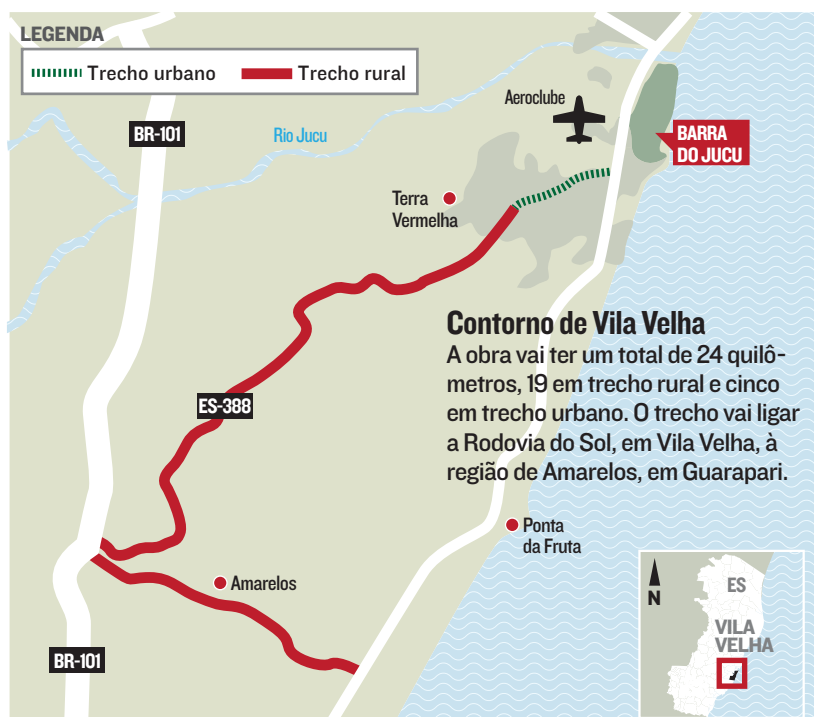 LEGENDA
Trecho urbano
Trecho rural
BR-101
Rio Jucu
Aeroclube
BARRA
DO JUCU
Terra
Vermelha
Contorno de Vila Velha
A obra vai ter um total de 24 quilô-
metros, 19 em trecho rural e cinco
em trecho urbano. O trecho vai ligar
a Rodovia do Sol, em Vila Velha, à
região de Amarelos, em Guarapari.
ES-388
Ponta
da Fruta
Amarelos
BR-101
N
ES
VILA
VELHA